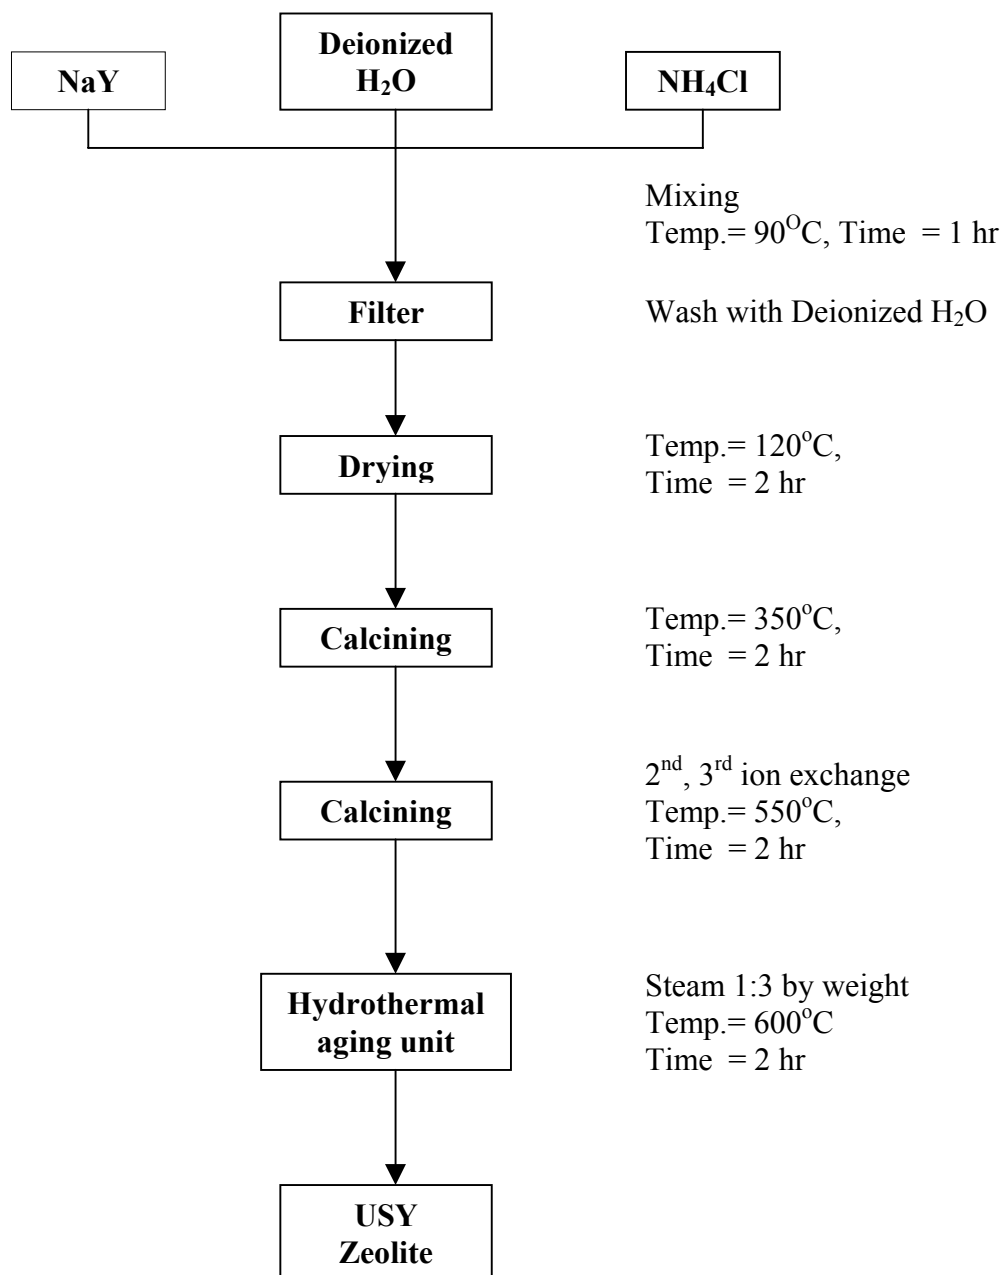 NaY
Deionized
H₂O
NH₄Cl
Mixing
Temp.= 90ᴼC, Time  = 1 hr
Filter
Wash with Deionized H₂O
Drying
Temp.= 120ᵒC,
Time  = 2 hr
Calcining
Temp.= 350ᵒC,
Time  = 2 hr
Calcining
2ⁿᵈ, 3ʳᵈ ion exchange
Temp.= 550ᵒC,
Time  = 2 hr
Hydrothermal
aging unit
Steam 1:3 by weight
Temp.= 600ᵒC
Time  = 2 hr
USY
Zeolite